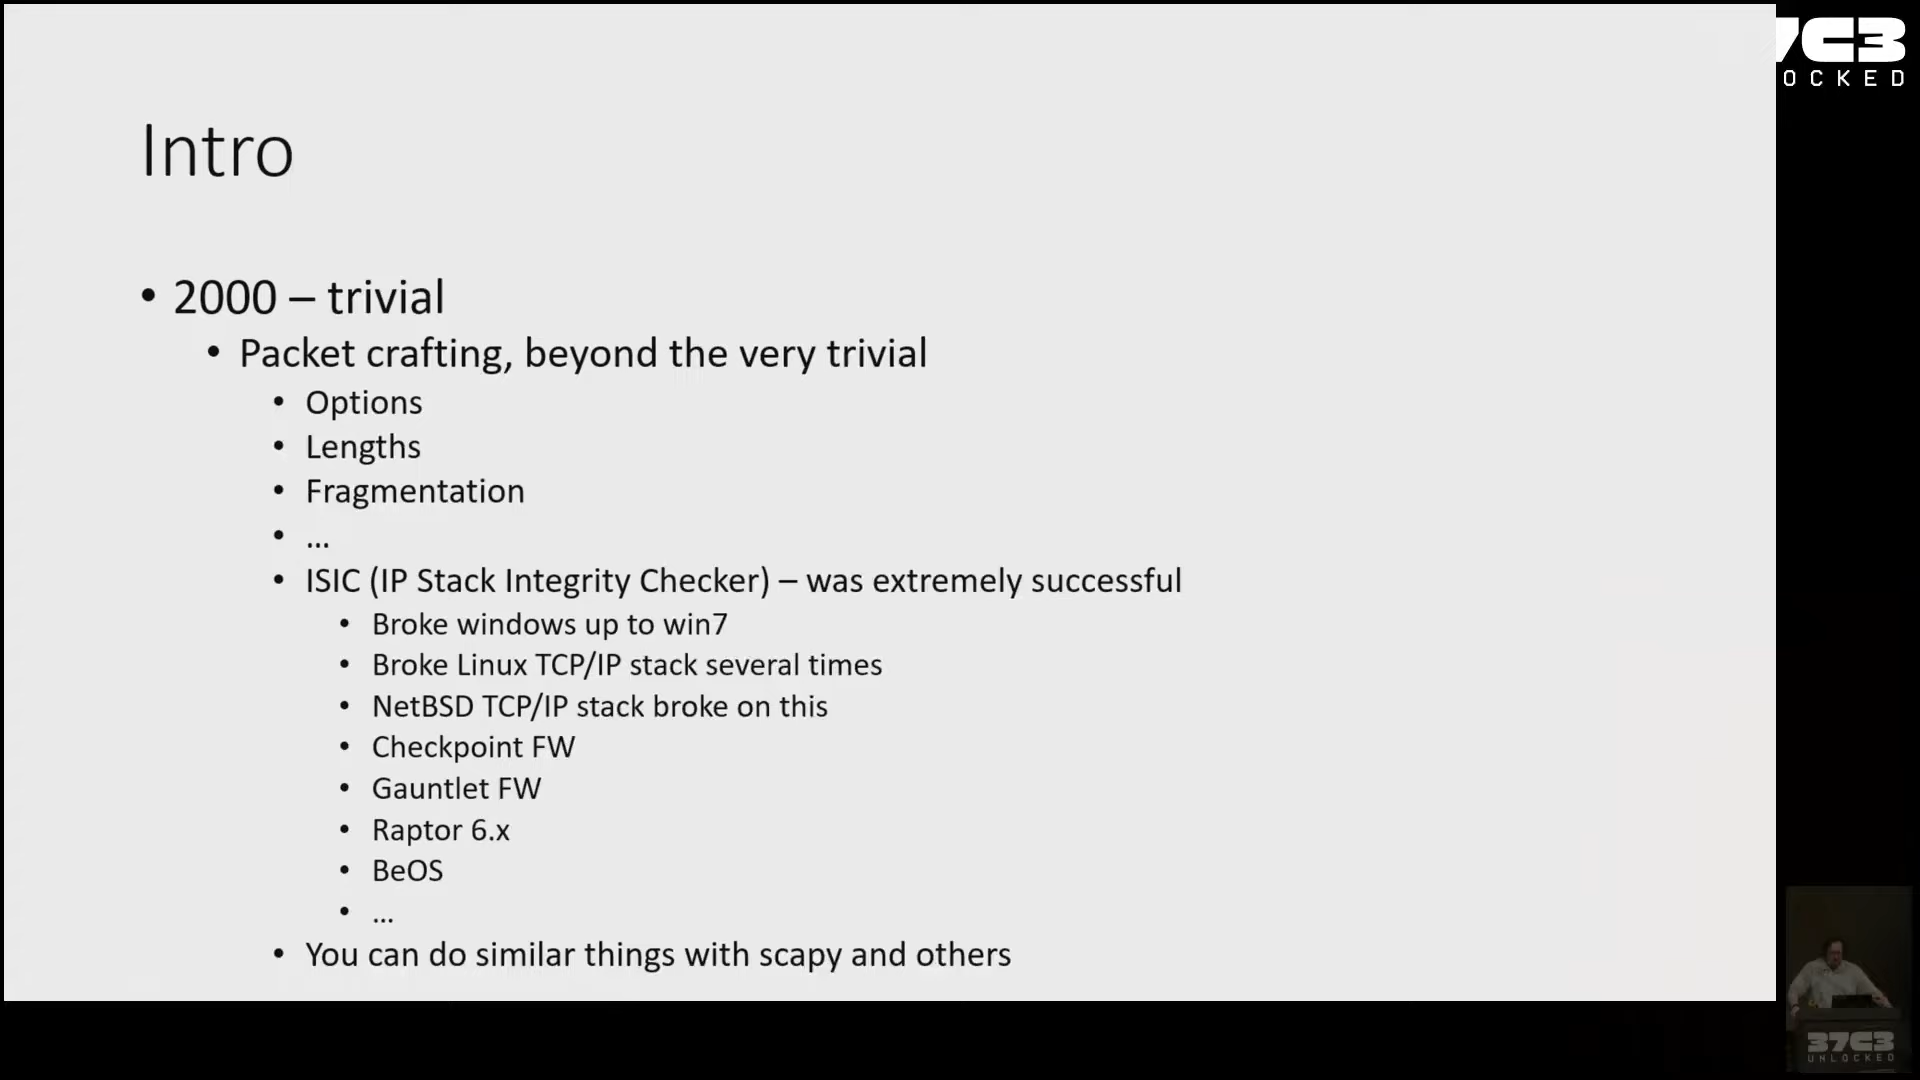 7C3
OCKED
Intro
• 2000 – trivial
• Packet crafting, beyond the very trivial
• Options
• Lengths
• Fragmentation
• ...
• ISIC (IP Stack Integrity Checker) – was extremely successful
• Broke windows up to win7
• Broke Linux TCP/IP stack several times
• NetBSD TCP/IP stack broke on this
• Checkpoint FW
• Gauntlet FW
• Raptor 6.x
• BeOS
• ...
• You can do similar things with scapy and others
37C3
UNLOCKED